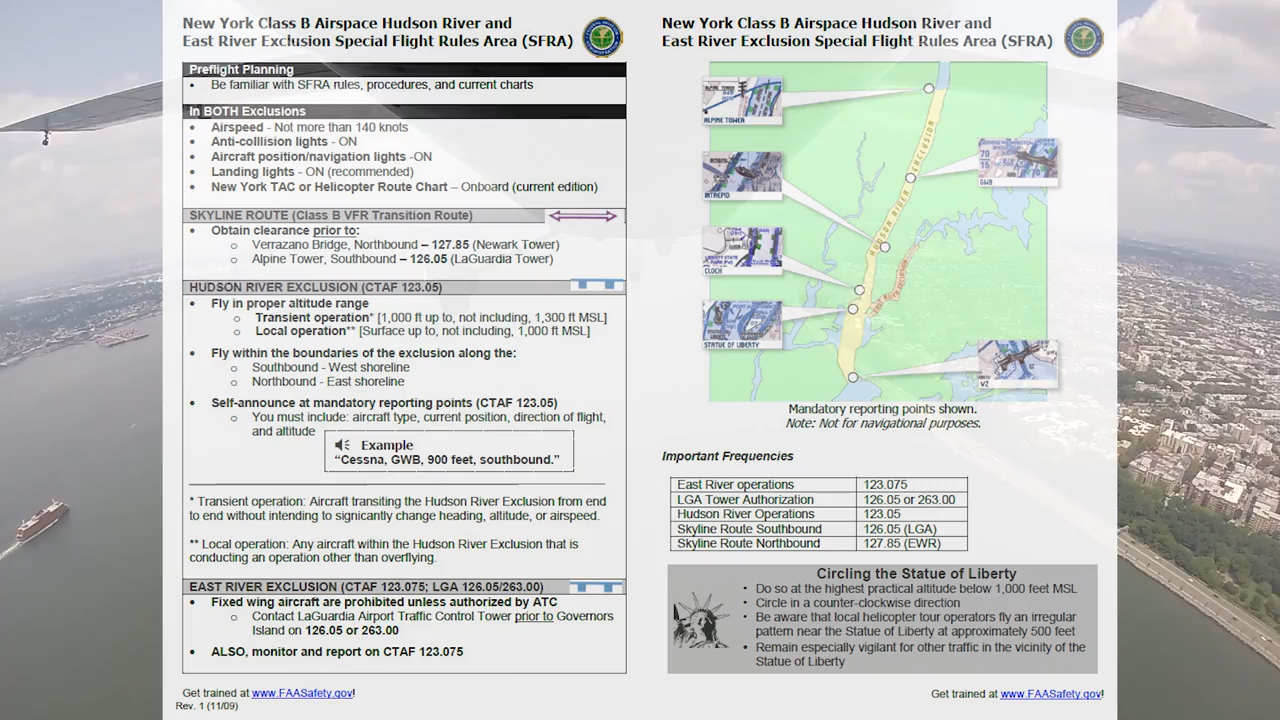 New York Class B Airspace Hudson River and
East River Exclusion Special Flight Rules Area (SFRA)
Preflight Planning
• Be familiar with SFRA rules, procedures, and current charts
In BOTH Exclusions
• Airspeed - Not more than 140 knots
• Anti-colllision lights - ON
• Aircraft position/navigation lights -ON
• Landing lights - ON (recommended)
• New York TAC or Helicopter Route Chart – Onboard (current edition)
SKYLINE ROUTE (Class B VFR Transition Route)
• Obtain clearance prior to:
o Verrazano Bridge, Northbound – 127.85 (Newark Tower)
o Alpine Tower, Southbound – 126.05 (LaGuardia Tower)
HUDSON RIVER EXCLUSION (CTAF 123.05)
• Fly in proper altitude range
o Transient operation* [1,000 ft up to, not including, 1,300 ft MSL]
o Local operation** [Surface up to, not including, 1,000 ft MSL]
• Fly within the boundaries of the exclusion along the:
o Southbound - West shoreline
o Northbound - East shoreline
• Self-announce at mandatory reporting points (CTAF 123.05)
o You must include: aircraft type, current position, direction of flight,
and altitude
Example
“Cessna, GWB, 900 feet, southbound.”
* Transient operation: Aircraft transiting the Hudson River Exclusion from end
to end without intending to signicantly change heading, altitude, or airspeed.
** Local operation: Any aircraft within the Hudson River Exclusion that is
conducting an operation other than overflying.
EAST RIVER EXCLUSION (CTAF 123.075; LGA 126.05/263.00)
• Fixed wing aircraft are prohibited unless authorized by ATC
o Contact LaGuardia Airport Traffic Control Tower prior to Governors
Island on 126.05 or 263.00
• ALSO, monitor and report on CTAF 123.075
Get trained at www.FAASafety.gov!
Rev. 1 (11/09)
New York Class B Airspace Hudson River and
East River Exclusion Special Flight Rules Area (SFRA)
ALPINE TOWER
GWB
INTREPID
CLOCK
STATUE OF LIBERTY
VZ
HUDSON RIVER EXCLUSION
EAST RIVER EXCLUSION
Mandatory reporting points shown.
Note: Not for navigational purposes.
Important Frequencies
East River operations 123.075
LGA Tower Authorization 126.05 or 263.00
Hudson River Operations 123.05
Skyline Route Southbound 126.05 (LGA)
Skyline Route Northbound 127.85 (EWR)
Circling the Statue of Liberty
• Do so at the highest practical altitude below 1,000 feet MSL
• Circle in a counter-clockwise direction
• Be aware that local helicopter tour operators fly an irregular
pattern near the Statue of Liberty at approximately 500 feet
• Remain especially vigilant for other traffic in the vicinity of the
Statue of Liberty
Get trained at www.FAASafety.gov!